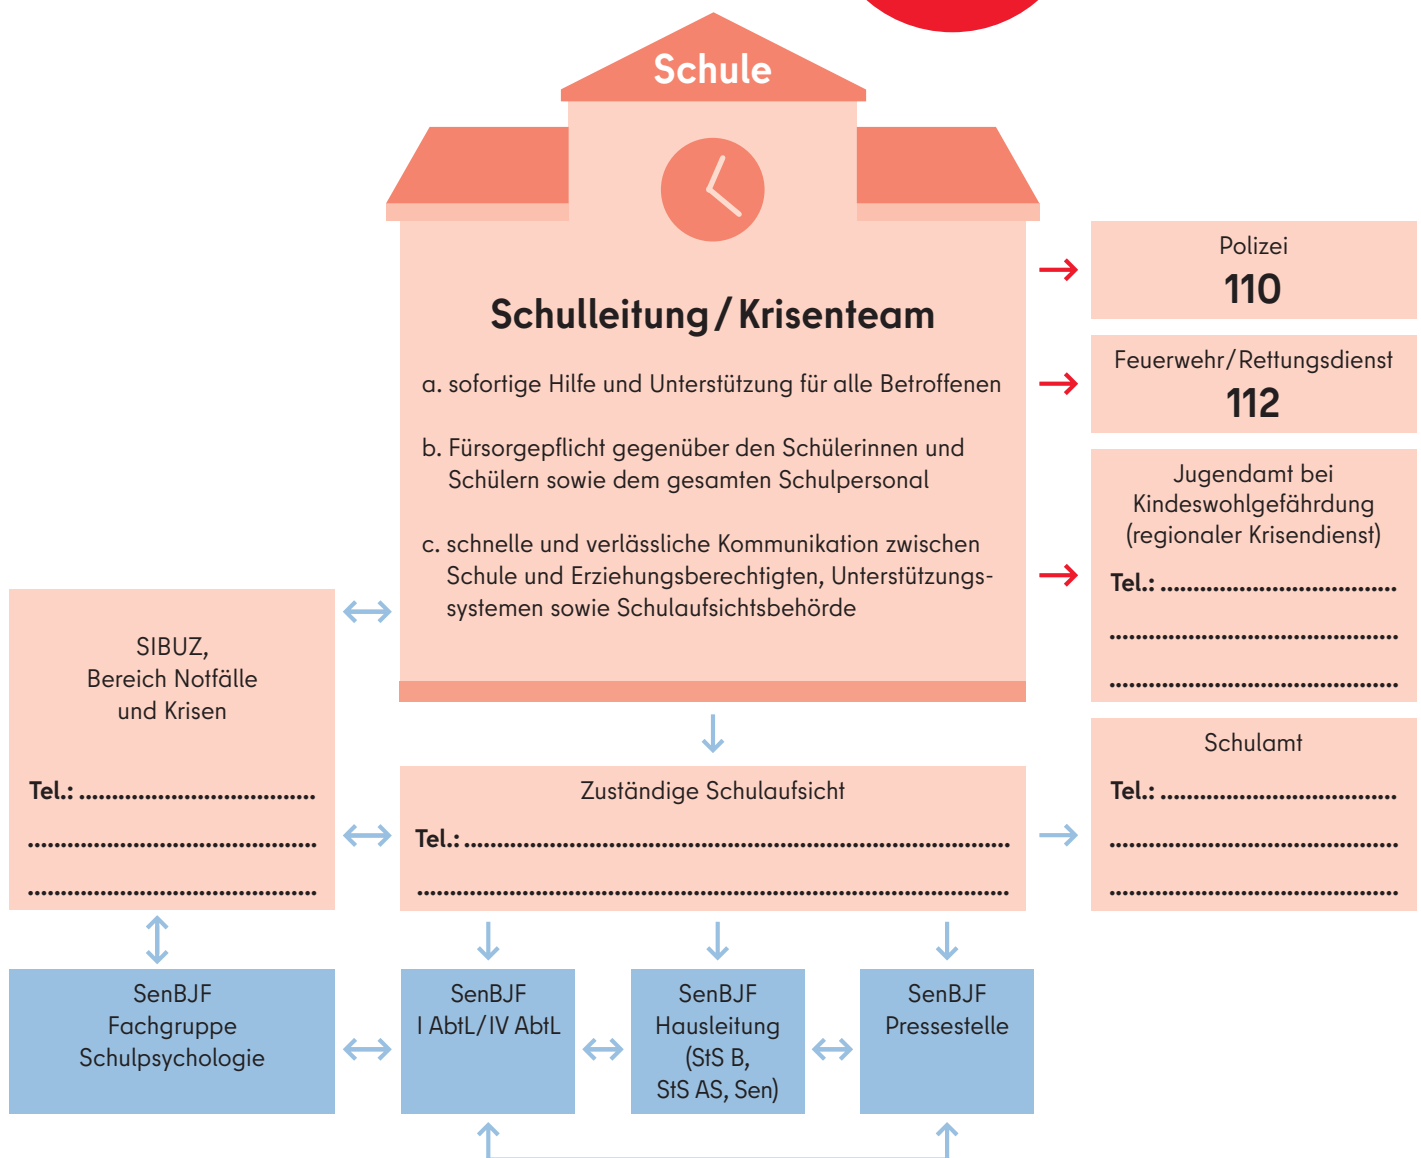 Schule
Schulleitung / Krisenteam
a. sofortige Hilfe und Unterstützung für alle Betroffenen
b. Fürsorgepflicht gegenüber den Schülerinnen und
Schülern sowie dem gesamten Schulpersonal
c. schnelle und verlässliche Kommunikation zwischen
Schule und Erziehungsberechtigten, Unterstützungs-
systemen sowie Schulaufsichtsbehörde
Polizei
110
Feuerwehr/Rettungsdienst
112
Jugendamt bei
Kindeswohlgefährdung
(regionaler Krisendienst)
Tel.: ....................................
............................................
............................................
SIBUZ,
Bereich Notfälle
und Krisen
Tel.: ....................................
............................................
............................................
Zuständige Schulaufsicht
Tel.: ...................................................................................
..........................................................................................
Schulamt
Tel.: ....................................
............................................
............................................
SenBJF
Fachgruppe
Schulpsychologie
SenBJF
I AbtL/IV AbtL
SenBJF
Hausleitung
(StS B,
StS AS, Sen)
SenBJF
Pressestelle